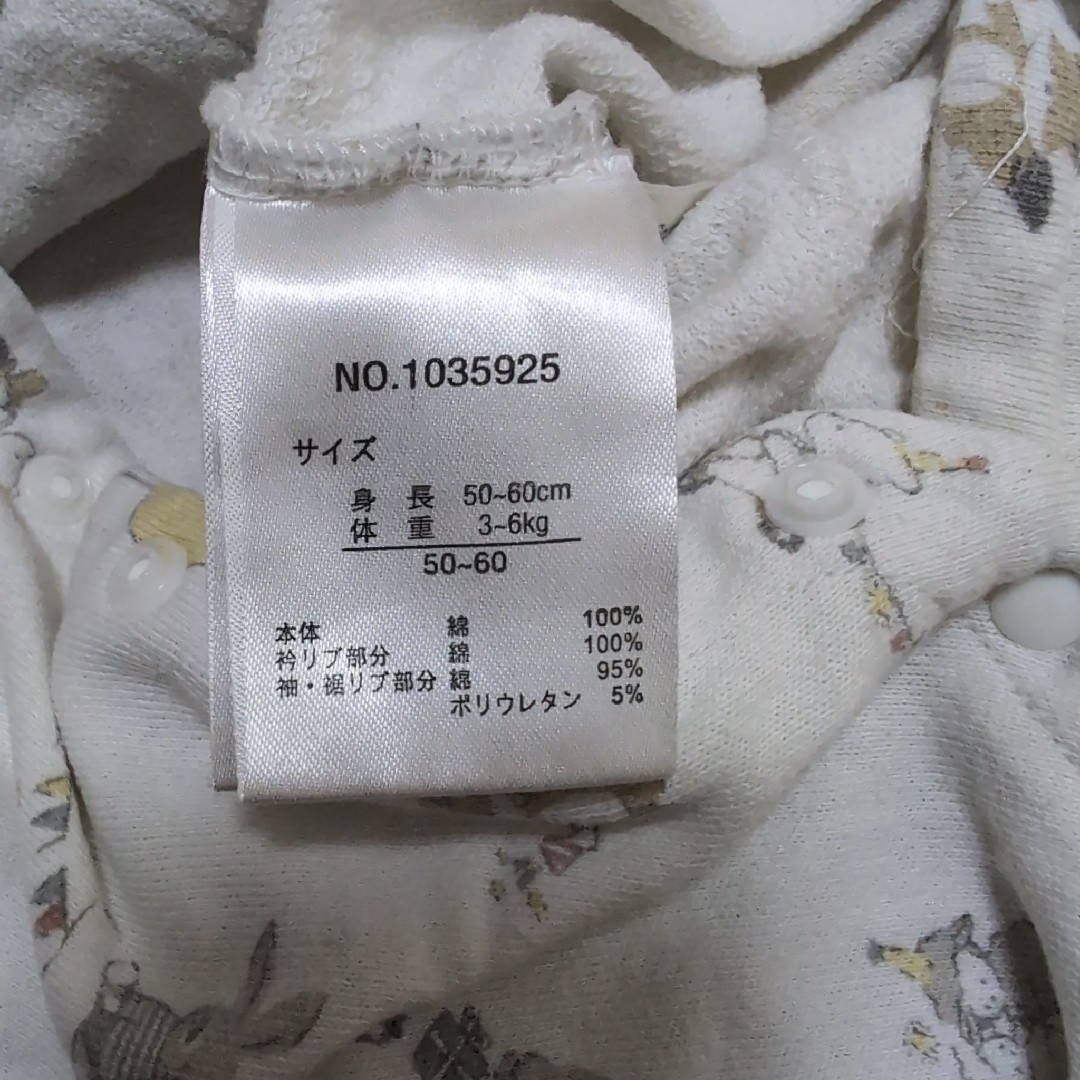 NO.1035925
サイズ
身 長 50~60cm
体 重 3~6kg
50~60
本体 綿 100%
衿リブ部分 綿 100%
袖・裾リブ部分 綿 95%
ポリウレタン 5%